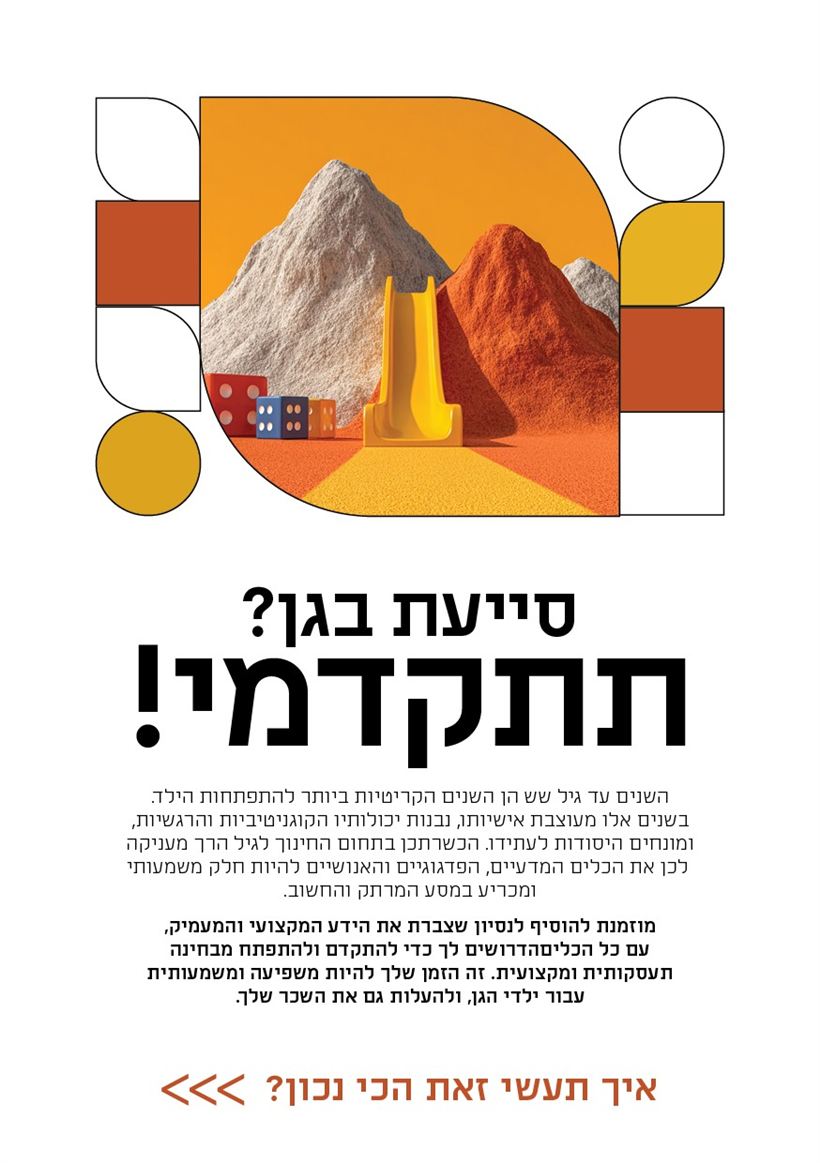 סייעת בגן?
תתקדמי!
השנים עד גיל שש הן השנים הקריטיות ביותר להתפתחות הילד.
בשנים אלו מעוצבת אישיותו, נבנות יכולותיו הקוגניטיביות והרגשיות,
ומונחים היסודות לעתידו. הכשרתכן בתחום החינוך לגיל הרך מעניקה
לכן את הכלים המדעיים, הפדגוגיים והאנושיים להיות חלק משמעותי
ומכריע במסע המרתק והחשוב.
מוזמנת להוסיף לנסיון שצברת את הידע המקצועי והמעמיק,
עם כל הכליםהדרושים לך כדי להתקדם ולהתפתח מבחינה
תעסקותית ומקצועית. זה הזמן שלך להיות משפיעה ומשמעותית
עבור ילדי הגן, ולהעלות גם את השכר שלך.
איך תעשי זאת הכי נכון? >>>